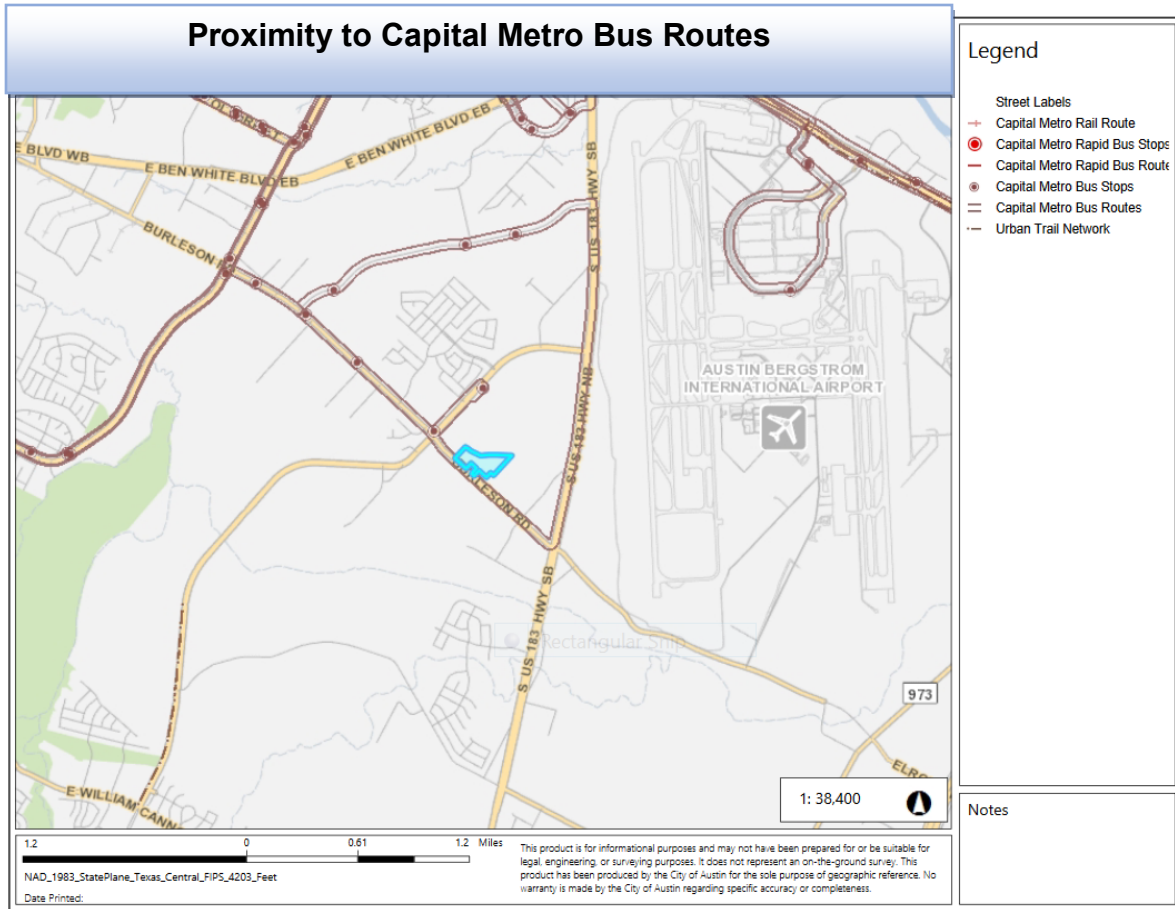 Proximity to Capital Metro Bus Routes
Legend
Street Labels
Capital Metro Rail Route
Capital Metro Rapid Bus Stops
Capital Metro Rapid Bus Route
Capital Metro Bus Stops
Capital Metro Bus Routes
Urban Trail Network
E BLVD WB
E BEN WHITE BLVD EB
E BEN WHITE BLVD EB
BURLESON
S US 183 HWY SB
S US 183 HWY NB
AUSTIN BERGSTROM
INTERNATIONAL AIRPORT
BURLESON RD
S US 183 HWY SB
Rectangular Snip
973
ELRO
E WILLIAM CANN
1: 38,400
Notes
1.2 0 0.61 1.2 Miles
NAD_1983_StatePlane_Texas_Central_FIPS_4203_Feet
Date Printed:
This product is for informational purposes and may not have been prepared for or be suitable for
legal, engineering, or surveying purposes. It does not represent an on-the-ground survey. This
product has been produced by the City of Austin for the sole purpose of geographic reference. No
warranty is made by the City of Austin regarding specific accuracy or completeness.